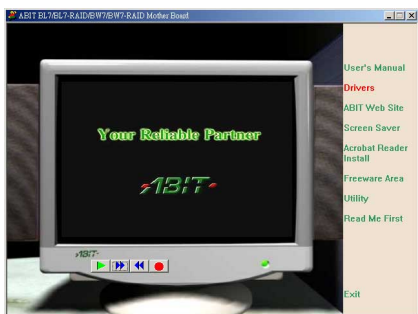 ABIT BL7/BL7-RAID/BW7/BW7-RAID Mother Board
User's Manual
Drivers
ABIT Web Site
Screen Saver
Acrobat Reader
Install
Freeware Area
Utility
Read Me First
Exit
Your Reliable Partner
ABIT
ABIT